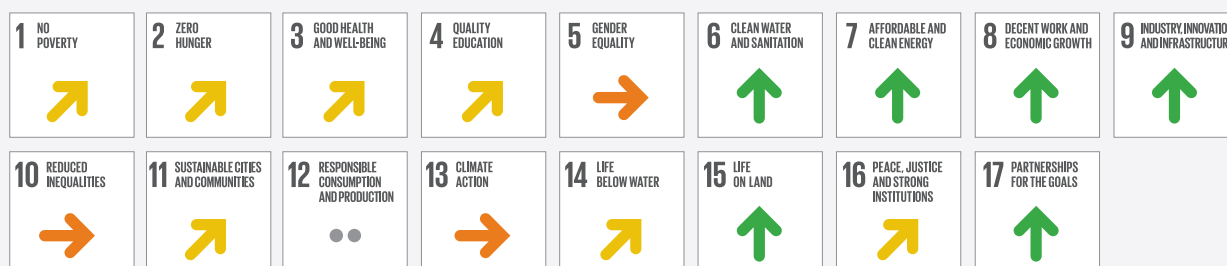 1 NO
POVERTY
2 ZERO
HUNGER
3 GOOD HEALTH
AND WELL-BEING
4 QUALITY
EDUCATION
5 GENDER
EQUALITY
6 CLEAN WATER
AND SANITATION
7 AFFORDABLE AND
CLEAN ENERGY
8 DECENT WORK AND
ECONOMIC GROWTH
9 INDUSTRY, INNOVATIO
AND INFRASTRUCTUR
10 REDUCED
INEQUALITIES
11 SUSTAINABLE CITIES
AND COMMUNITIES
12 RESPONSIBLE
CONSUMPTION
AND PRODUCTION
13 CLIMATE
ACTION
14 LIFE
BELOW WATER
15 LIFE
ON LAND
16 PEACE, JUSTICE
AND STRONG
INSTITUTIONS
17 PARTNERSHIPS
FOR THE GOALS